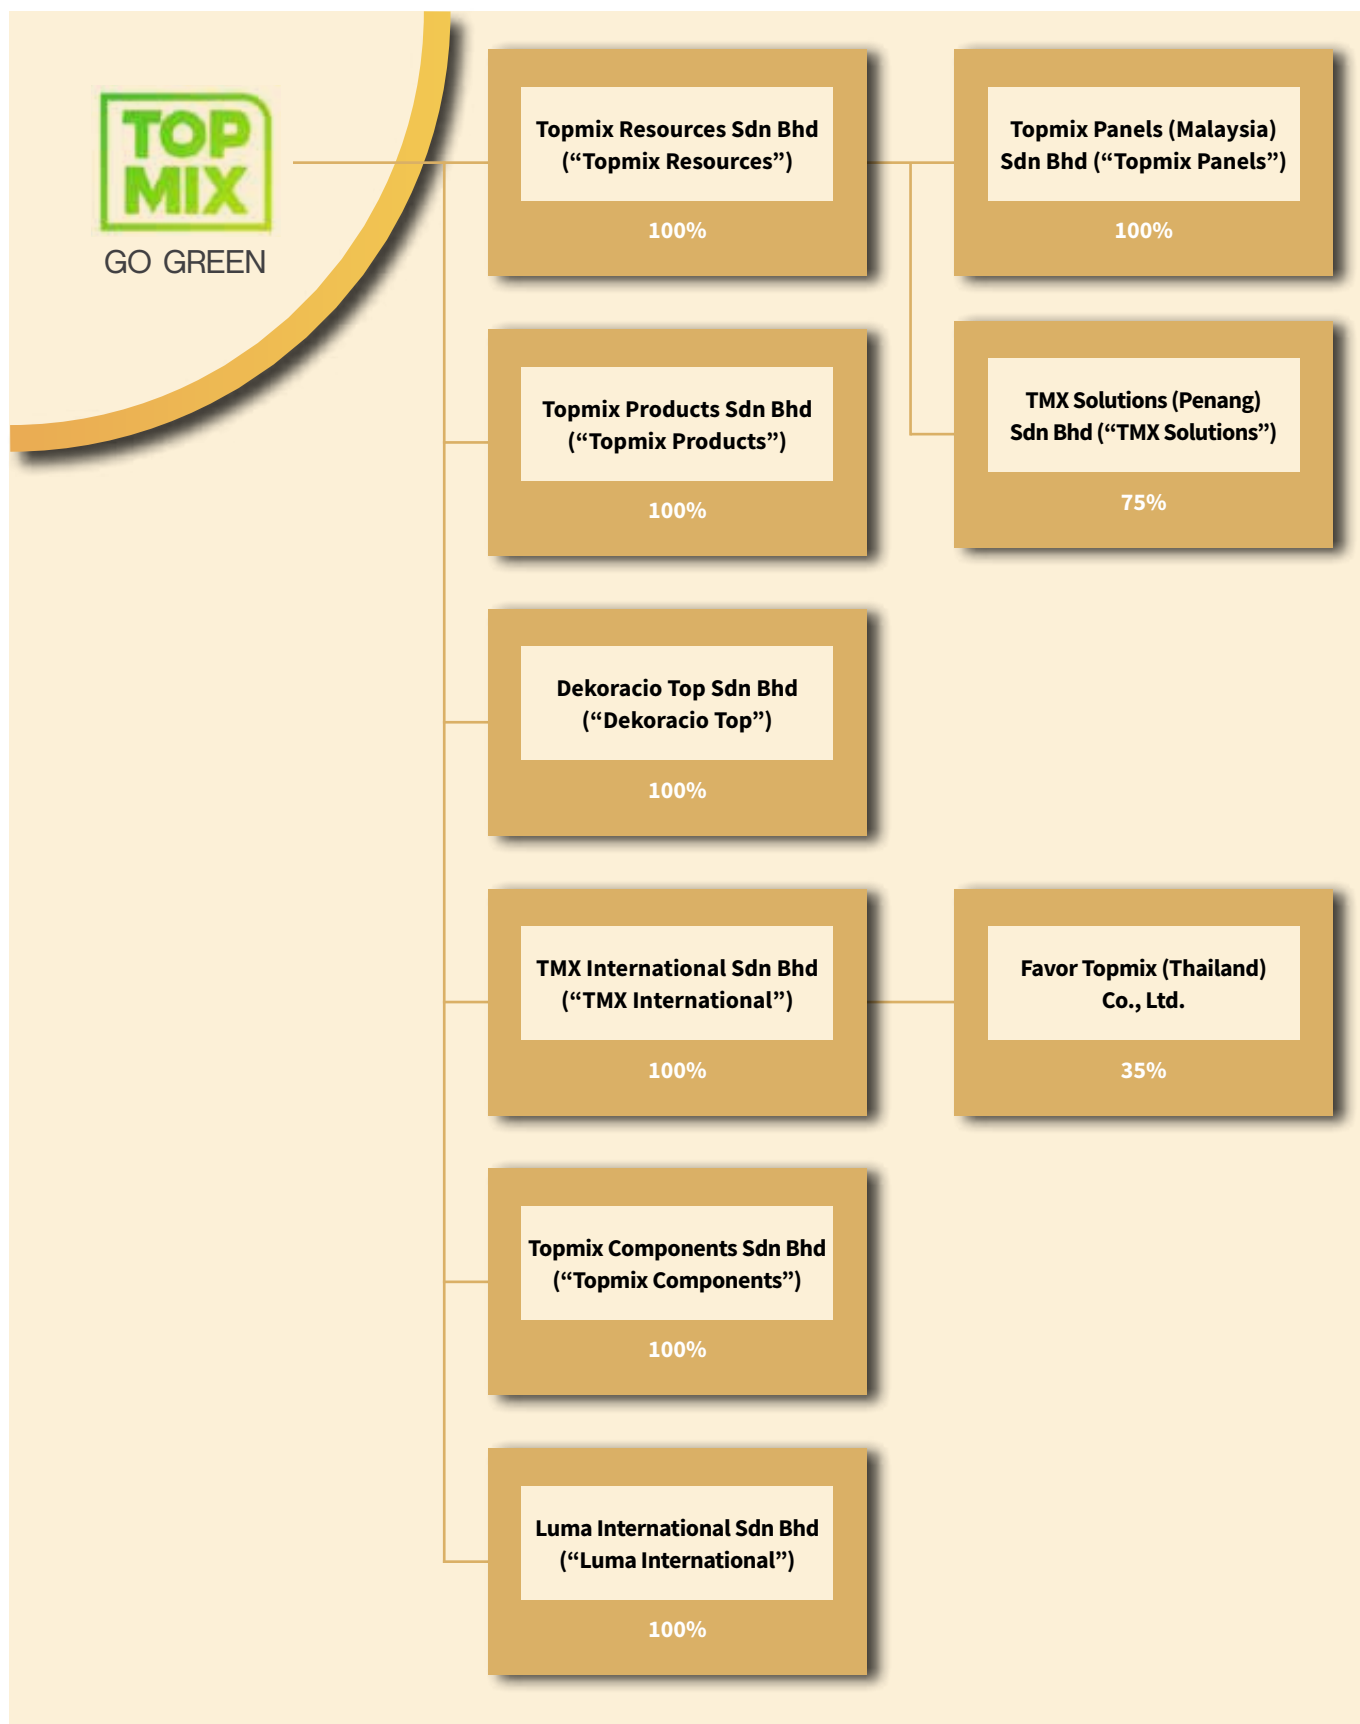 TOP
MIX
GO GREEN
Topmix Resources Sdn Bhd
(“Topmix Resources”)
100%
Topmix Panels (Malaysia)
Sdn Bhd (“Topmix Panels”)
100%
TMX Solutions (Penang)
Sdn Bhd (“TMX Solutions”)
75%
Topmix Products Sdn Bhd
(“Topmix Products”)
100%
Dekoracio Top Sdn Bhd
(“Dekoracio Top”)
100%
TMX International Sdn Bhd
(“TMX International”)
100%
Favor Topmix (Thailand)
Co., Ltd.
35%
Topmix Components Sdn Bhd
(“Topmix Components”)
100%
Luma International Sdn Bhd
(“Luma International”)
100%